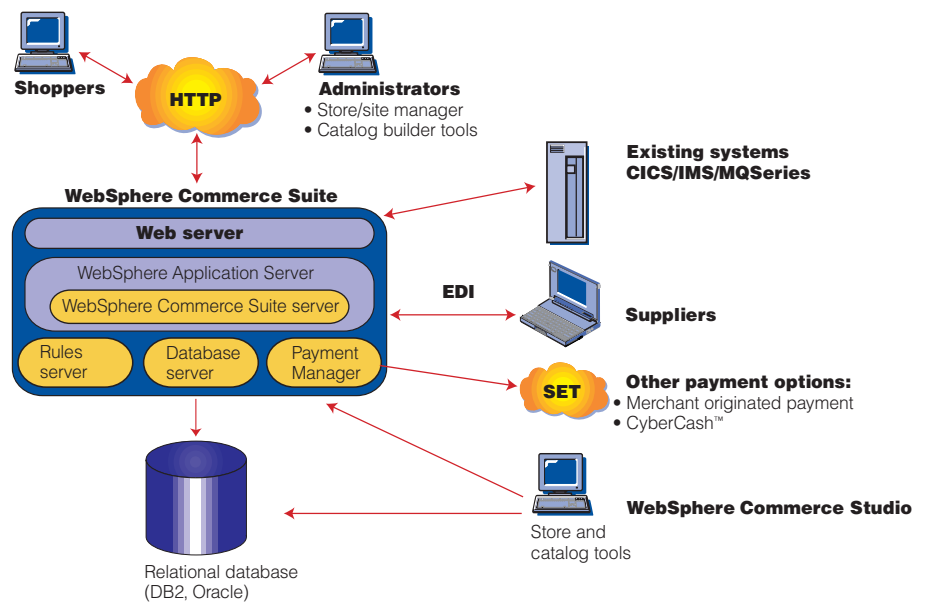 Shoppers
HTTP
Administrators
• Store/site manager
• Catalog builder tools
Existing systems
CICS/IMS/MQSeries
WebSphere Commerce Suite
Web server
WebSphere Application Server
WebSphere Commerce Suite server
Rules
server
Database
server
Payment
Manager
EDI
Suppliers
SET
Other payment options:
• Merchant originated payment
• CyberCash™
WebSphere Commerce Studio
Store and
catalog tools
Relational database
(DB2, Oracle)